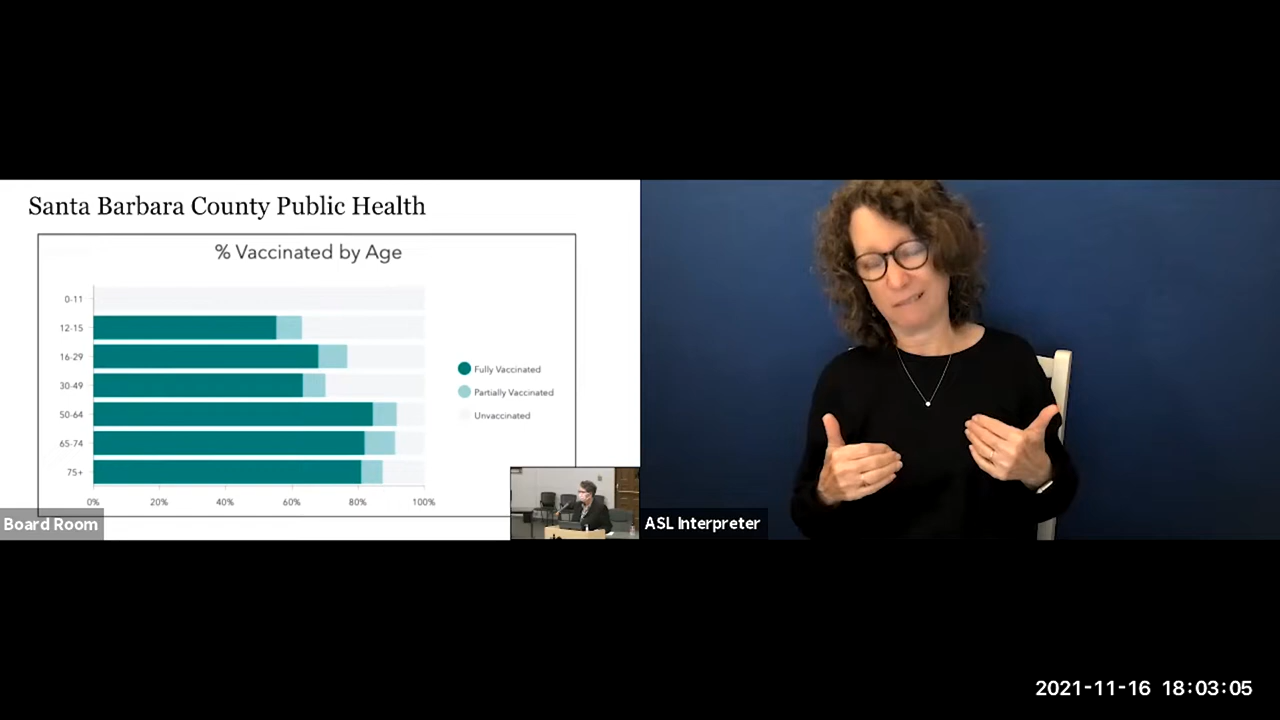 Santa Barbara County Public Health
% Vaccinated by Age
0-11
12-15
16-29
30-49
50-64
65-74
75+
0% 20% 40% 60% 80% 100%
Fully Vaccinated
Partially Vaccinated
Unvaccinated
Board Room
ASL Interpreter
2021-11-16 18:03:05